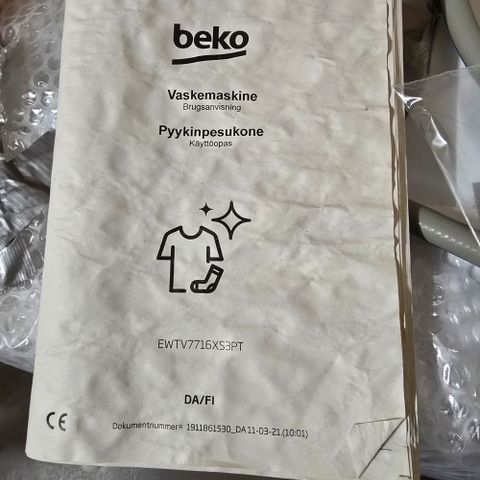 beko
Vaskemaskine
Brugsanvisning
Pyykinpesukone
Käyttöopas
EWTV7716XS3PT
DA/FI
CE
Dokumentnummer= 1911861530_DA 11-03-21.(10:01)